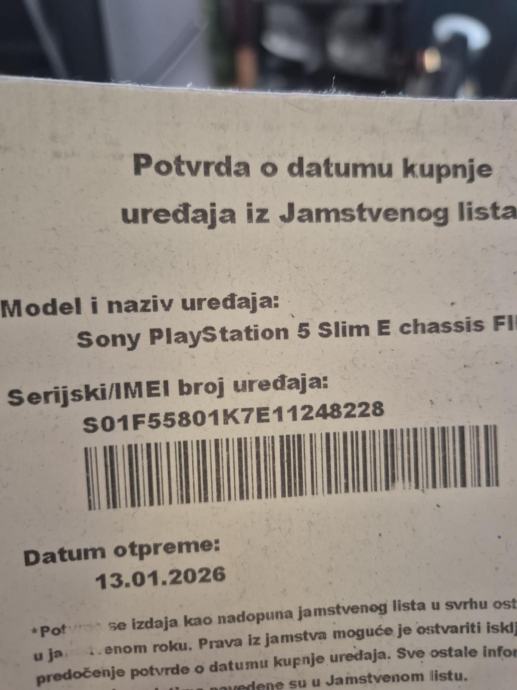 Potvrda o datumu kupnje
uređaja iz Jamstvenog lista
Model i naziv uređaja:
Sony PlayStation 5 Slim E chassis
Serijski/IMEI broj uređaja:
S01F55801K7E11248228
Datum otpreme:
13.01.2026
se izdaja kao nadopuna jamstvenog lista u svrhu
u roku. Prava iz jamstva moguće je ostvariti
predočenje potvrde o datumu kupnje uređaja. Sve ostale
navedene su u Jamstvenom listu.